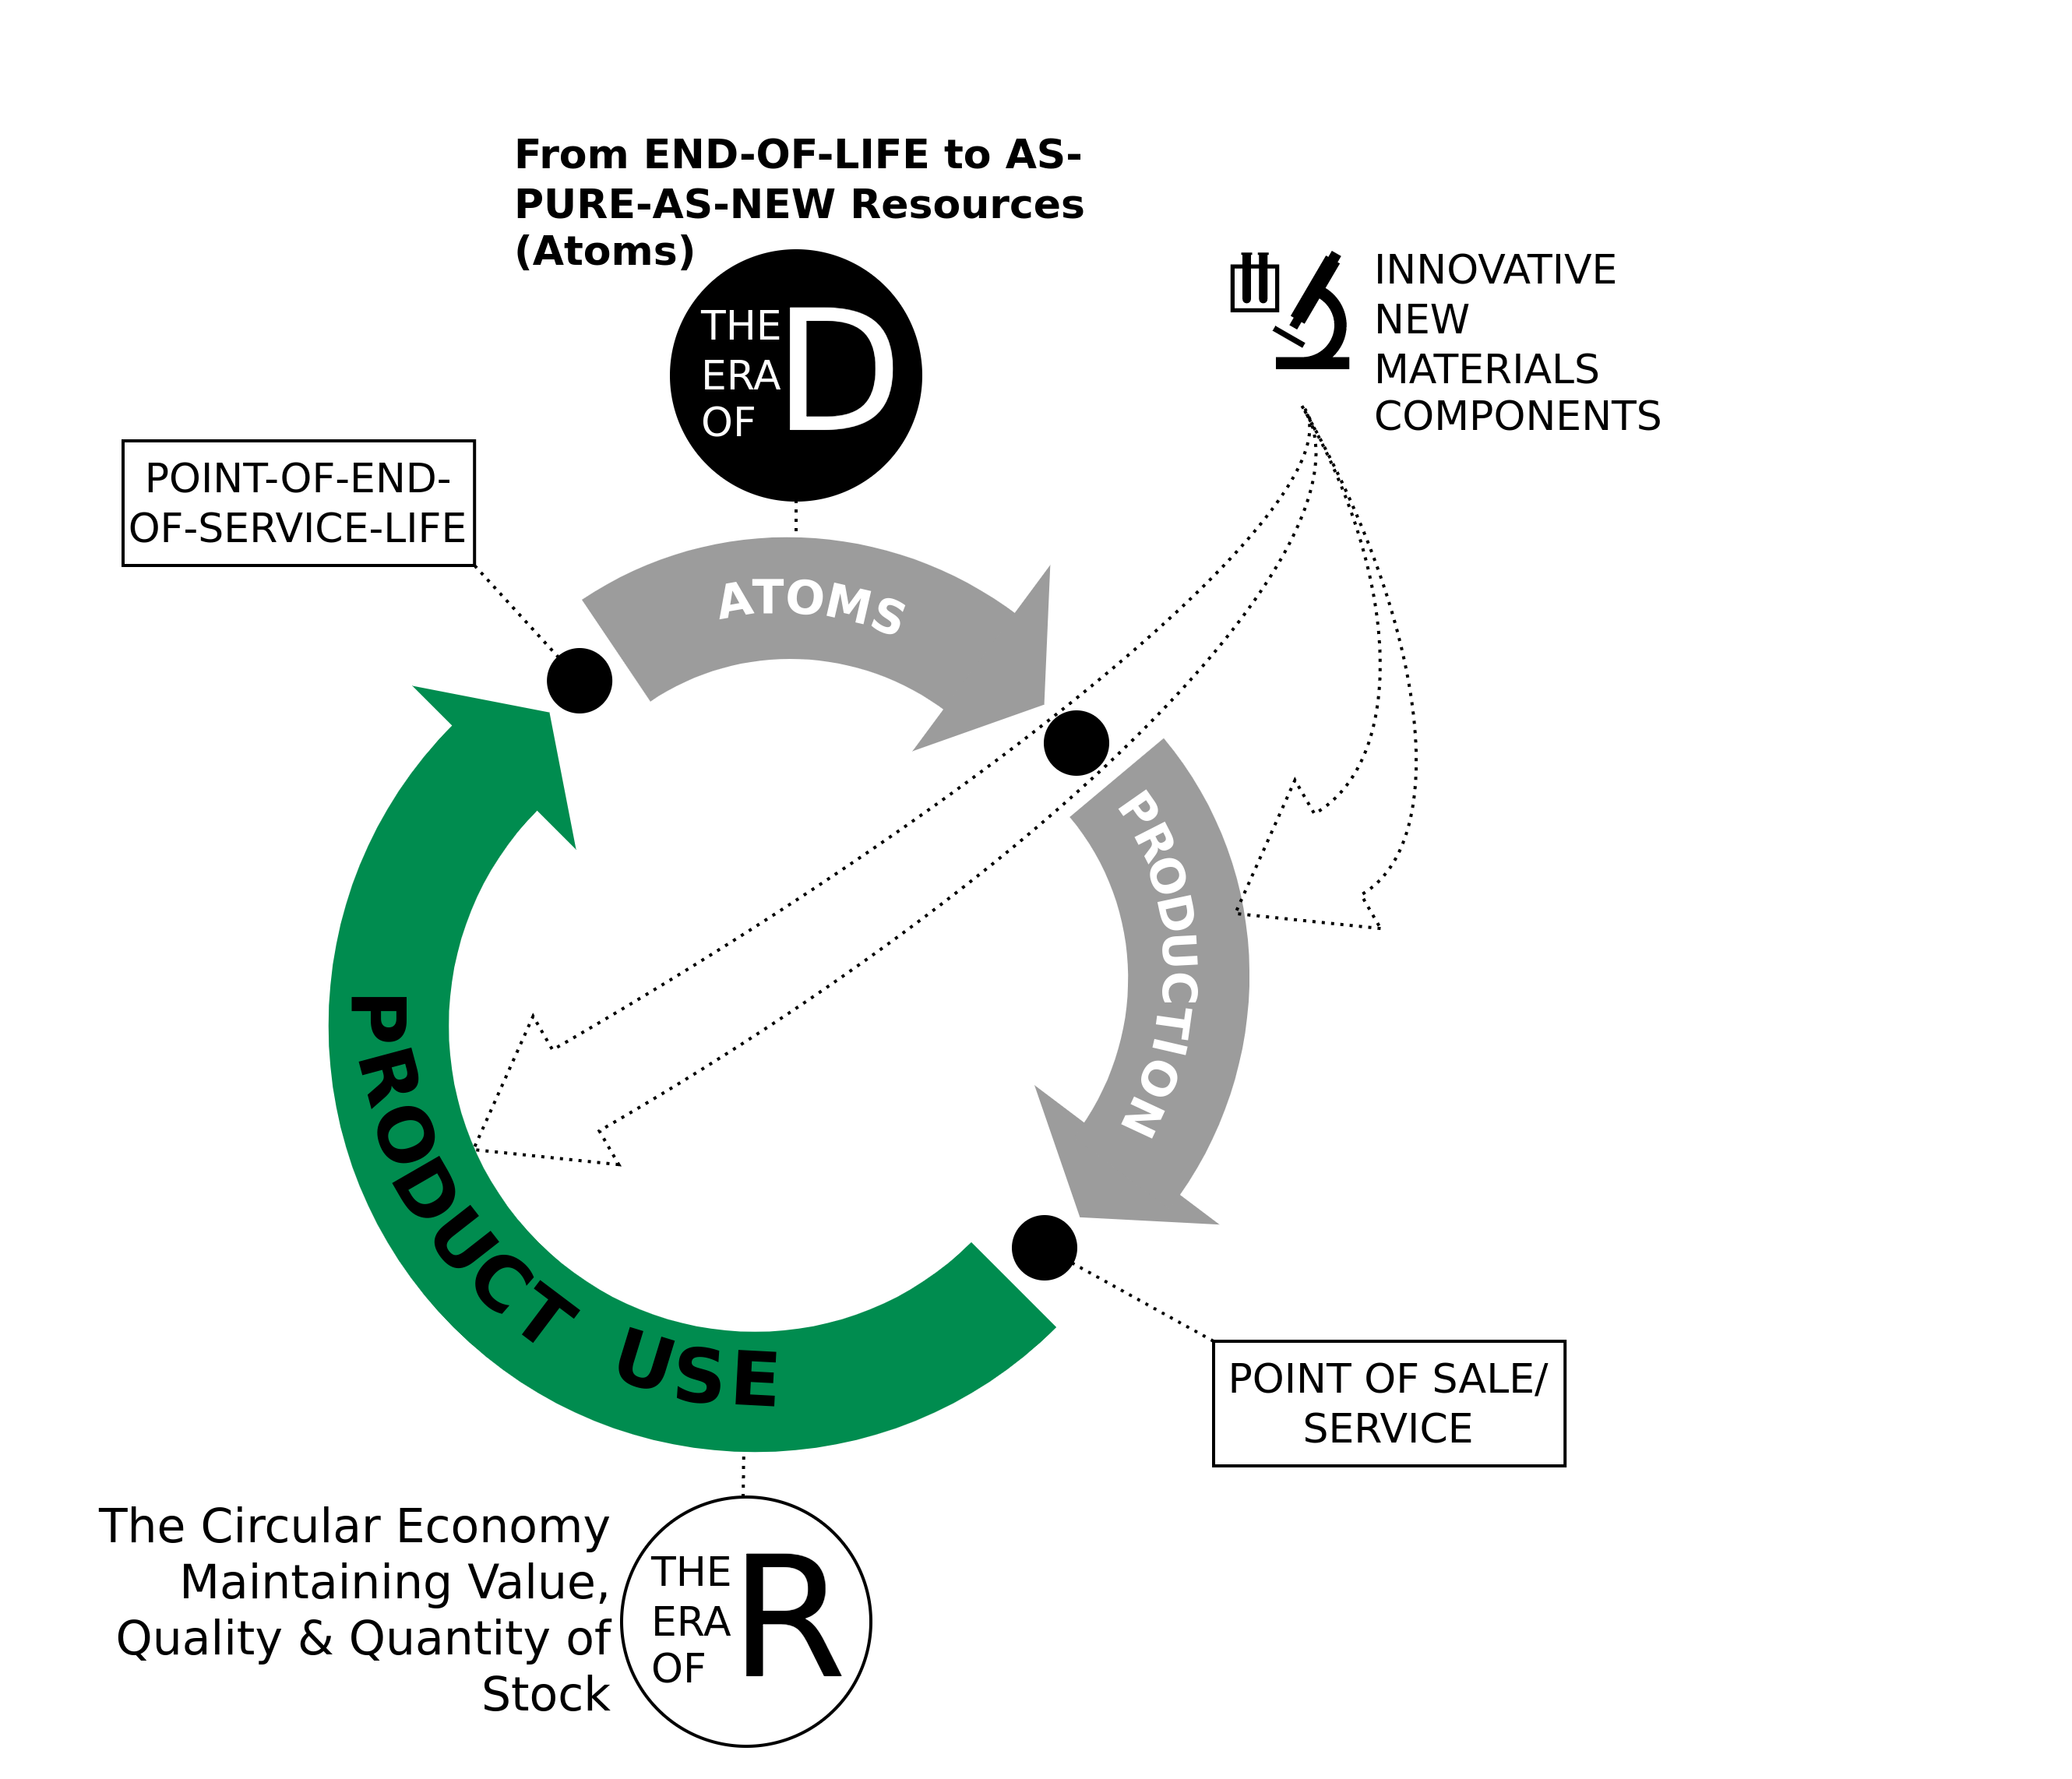 From END-OF-LIFE to AS-
PURE-AS-NEW Resources
(Atoms)
THE
ERA
OF
D
INNOVATIVE
NEW
MATERIALS
COMPONENTS
POINT-OF-END-
OF-SERVICE-LIFE
ATOMS
PRODUCTION
PRODUCT USE
POINT OF SALE/
SERVICE
The Circular Economy
Maintaining Value,
Quality & Quantity of
Stock
THE
ERA
OF
R